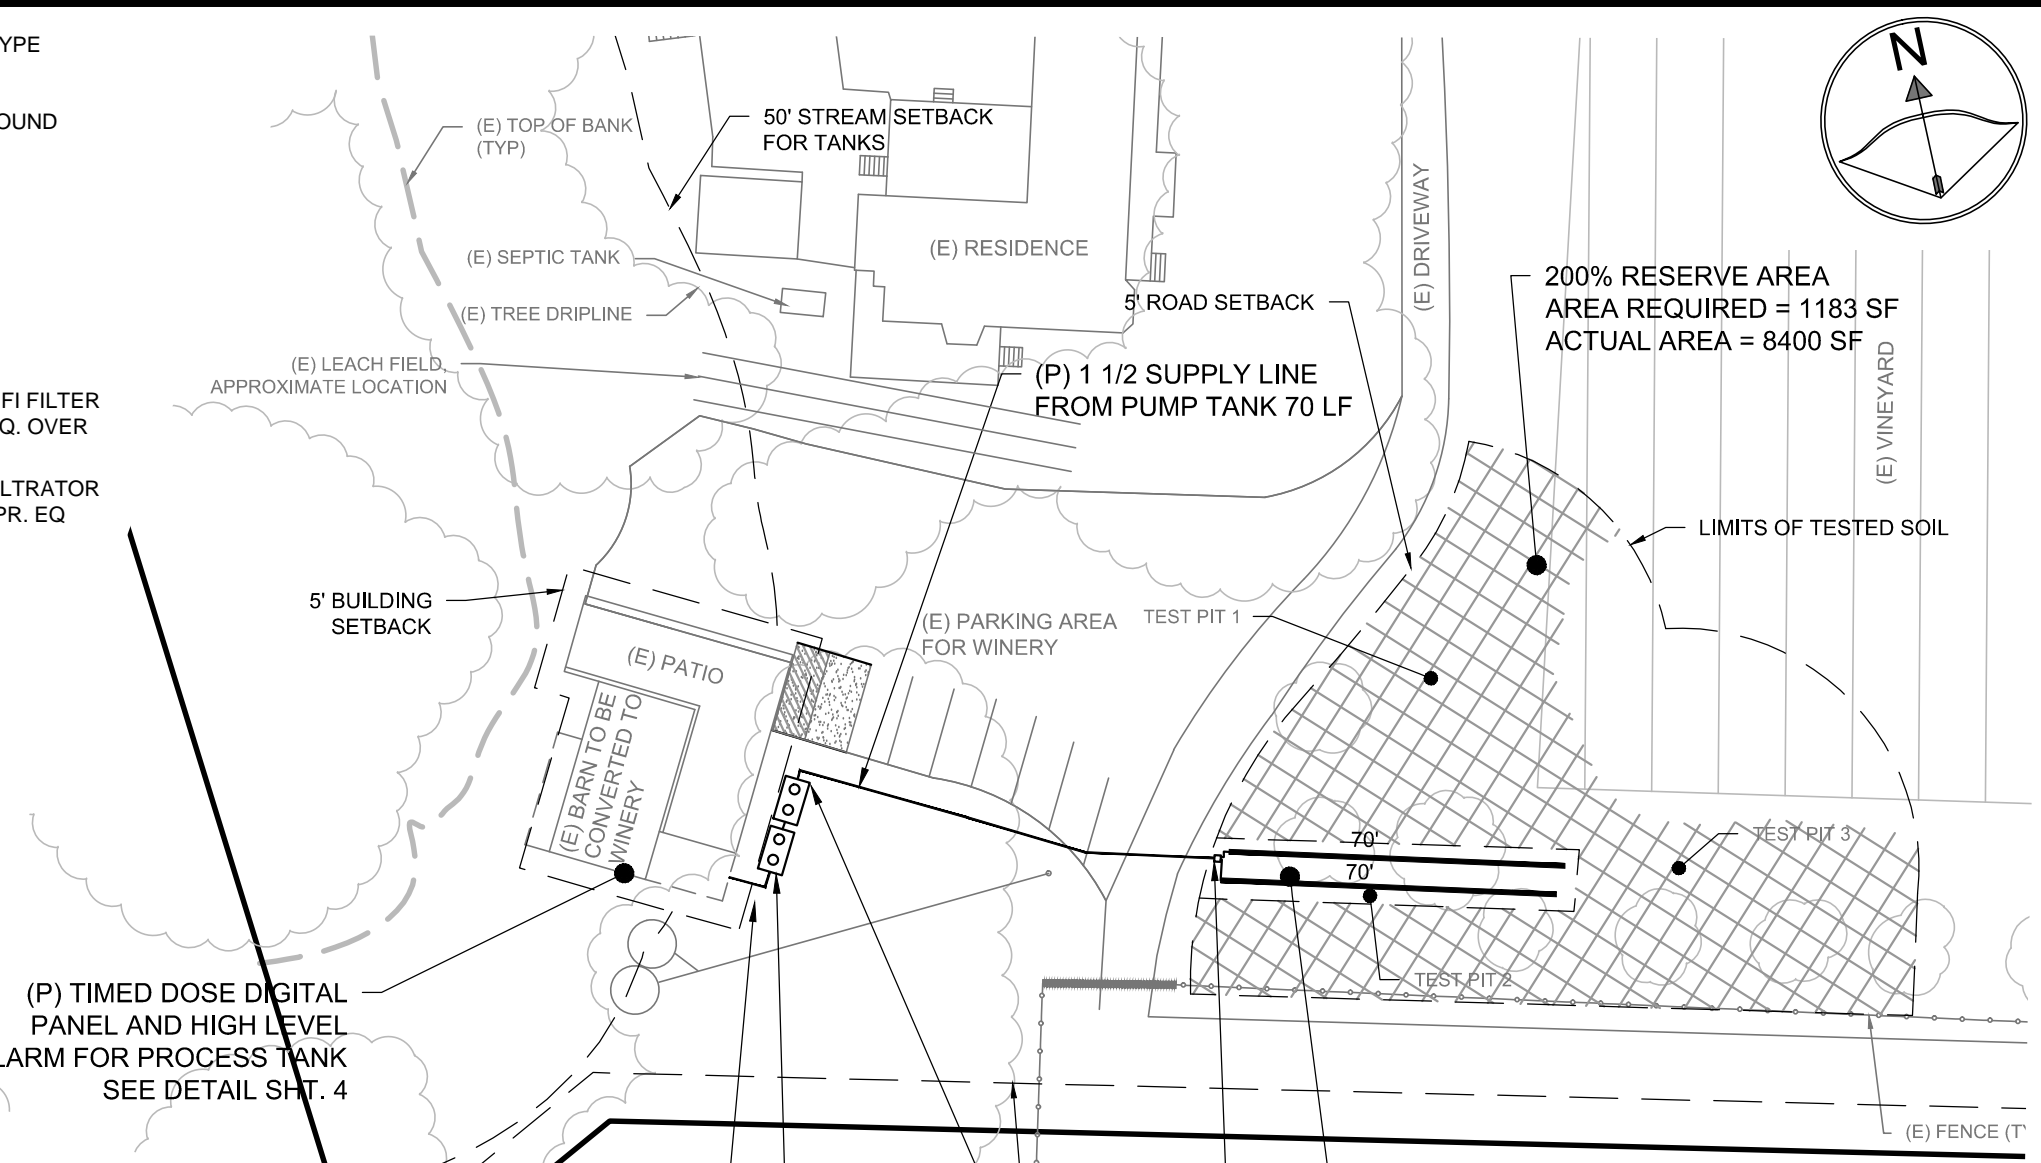 YPE
OUND
FI FILTER
Q. OVER
ILTRATOR
PR. EQ
(E) TOP OF BANK
(TYP)
50' STREAM SETBACK
FOR TANKS
N
(E) SEPTIC TANK
(E) RESIDENCE
(E) DRIVEWAY
5' ROAD SETBACK
200% RESERVE AREA
AREA REQUIRED = 1183 SF
ACTUAL AREA = 8400 SF
(E) TREE DRIPLINE
(E) LEACH FIELD,
APPROXIMATE LOCATION
(P) 1 1/2 SUPPLY LINE
FROM PUMP TANK 70 LF
(E) VINEYARD
LIMITS OF TESTED SOIL
5' BUILDING
SETBACK
(E) PATIO
(E) PARKING AREA
FOR WINERY
TEST PIT 1
(E) BARN TO BE
CONVERTED TO
WINERY
70'
70'
TEST PIT 3
TEST PIT 2
(P) TIMED DOSE DIGITAL
PANEL AND HIGH LEVEL
LARM FOR PROCESS TANK
SEE DETAIL SHT. 4
(E) FENCE (TY